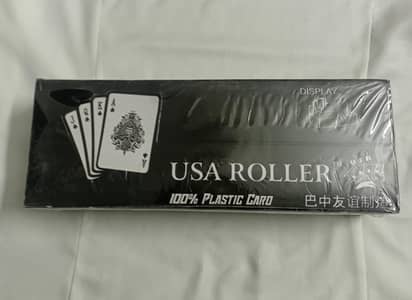 DISPLAY
USA ROLLER
100% PLASTIC CARD
巴中友谊制